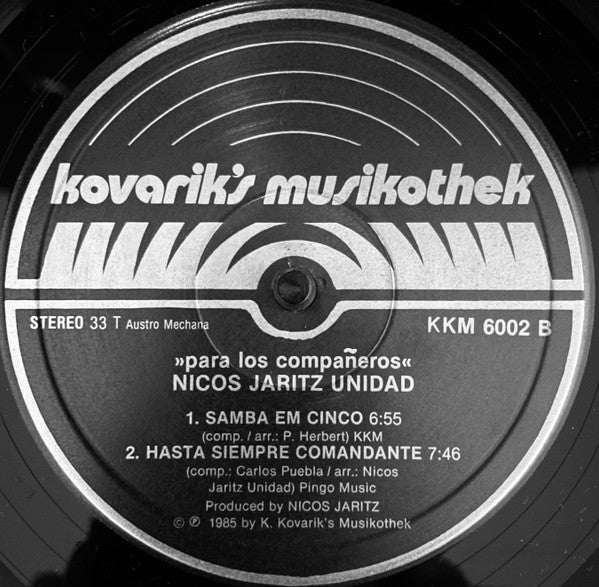 kovarik's musikothek
STEREO 33 T Austro Mechana
KKM 6002 B
»para los compañeros«
NICOS JARITZ UNIDAD
1. SAMBA EM CINCO 6:55
(comp. / arr.: P. Herbert) KKM
2. HASTA SIEMPRE COMANDANTE 7:46
(comp.: Carlos Puebla / arr.: Nicos
Jaritz Unidad) Pingo Music
Produced by NICOS JARITZ
© ℗ 1985 by K. Kovarik's Musikothek